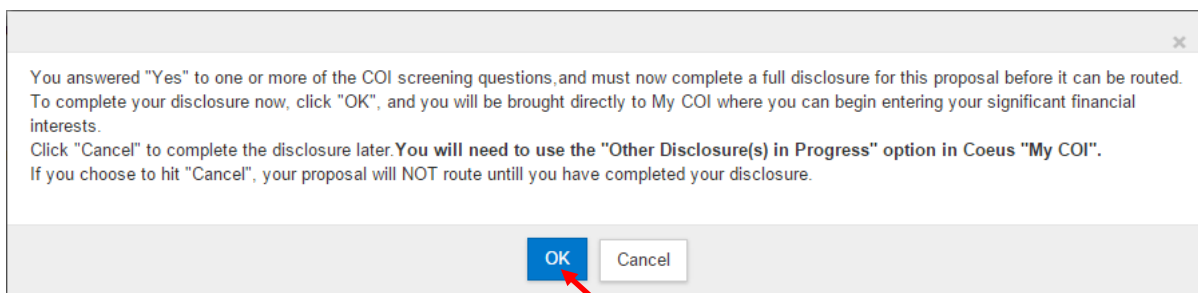 ×
You answered "Yes" to one or more of the COI screening questions,and must now complete a full disclosure for this proposal before it can be routed.
To complete your disclosure now, click "OK", and you will be brought directly to My COI where you can begin entering your significant financial
interests.
Click "Cancel" to complete the disclosure later.You will need to use the "Other Disclosure(s) in Progress" option in Coeus "My COI".
If you choose to hit "Cancel", your proposal will NOT route untill you have completed your disclosure.
OK Cancel